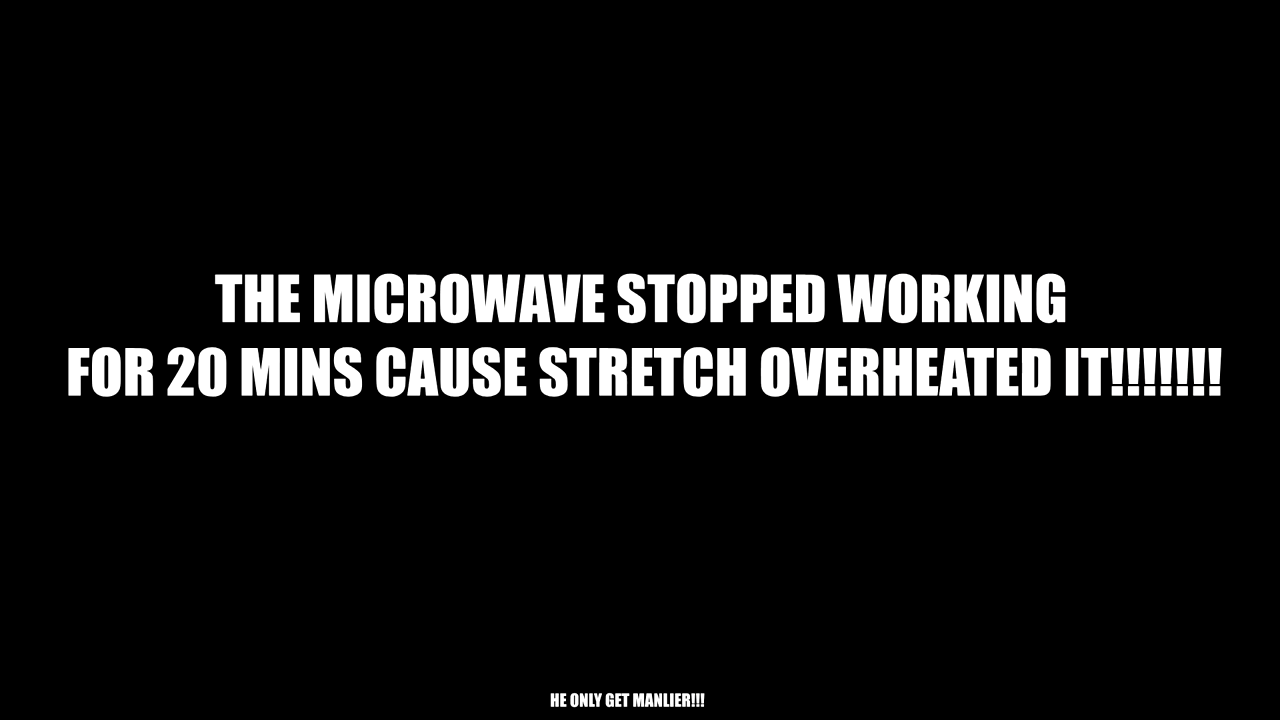 THE MICROWAVE STOPPED WORKING
FOR 20 MINS CAUSE STRETCH OVERHEATED IT!!!!!!!
HE ONLY GET MANLIER!!!